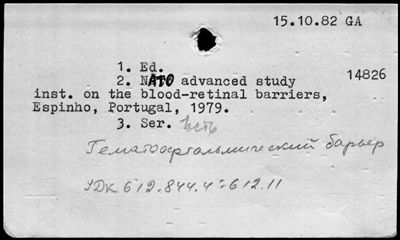 15.10.82 GA
1. Ed.
2. NATO advanced study 14826
inst. on the blood-retinal barriers,
Espinho, Portugal, 1979.
3. Ser. есть
Гематоофтальмический барьер
УДК 612.844.4:612.11